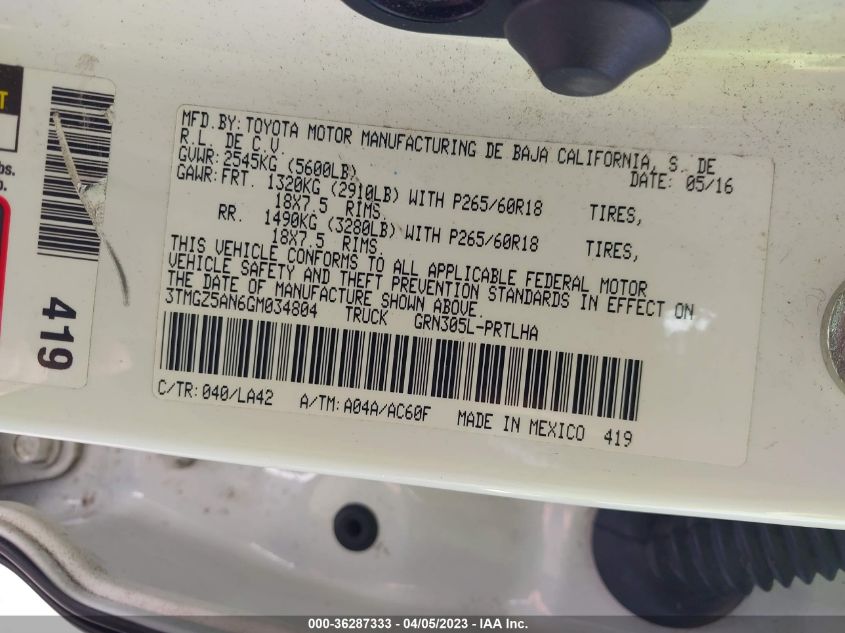 T
bs.
o.
419
MFD.BY:TOYOTA MOTOR MANUFACTURING DE BAJA CALIFORNIA, S. DE
R.L. DE C.V.
DATE: 05/16
GVWR:2545KG (5600LB)
GAWR:FRT. 1320KG (2910LB) WITH P265/60R18 TIRES,
18X7.5 RIMS
RR. 1490KG (3280LB) WITH P265/60R18 TIRES,
18X7.5 RIMS
THIS VEHICLE CONFORMS TO ALL APPLICABLE FEDERAL MOTOR
VEHICLE SAFETY AND THEFT PREVENTION STANDARDS IN EFFECT ON
THE DATE OF MANUFACTURE SHOWN ABOVE.
3TMGZ5AN6GM034804 TRUCK GRN305L-PRTLHA
C/TR:040/LA42 A/TM:A04A/AC60F MADE IN MEXICO 419
000-36287333 - 04/05/2023 - IAA Inc.